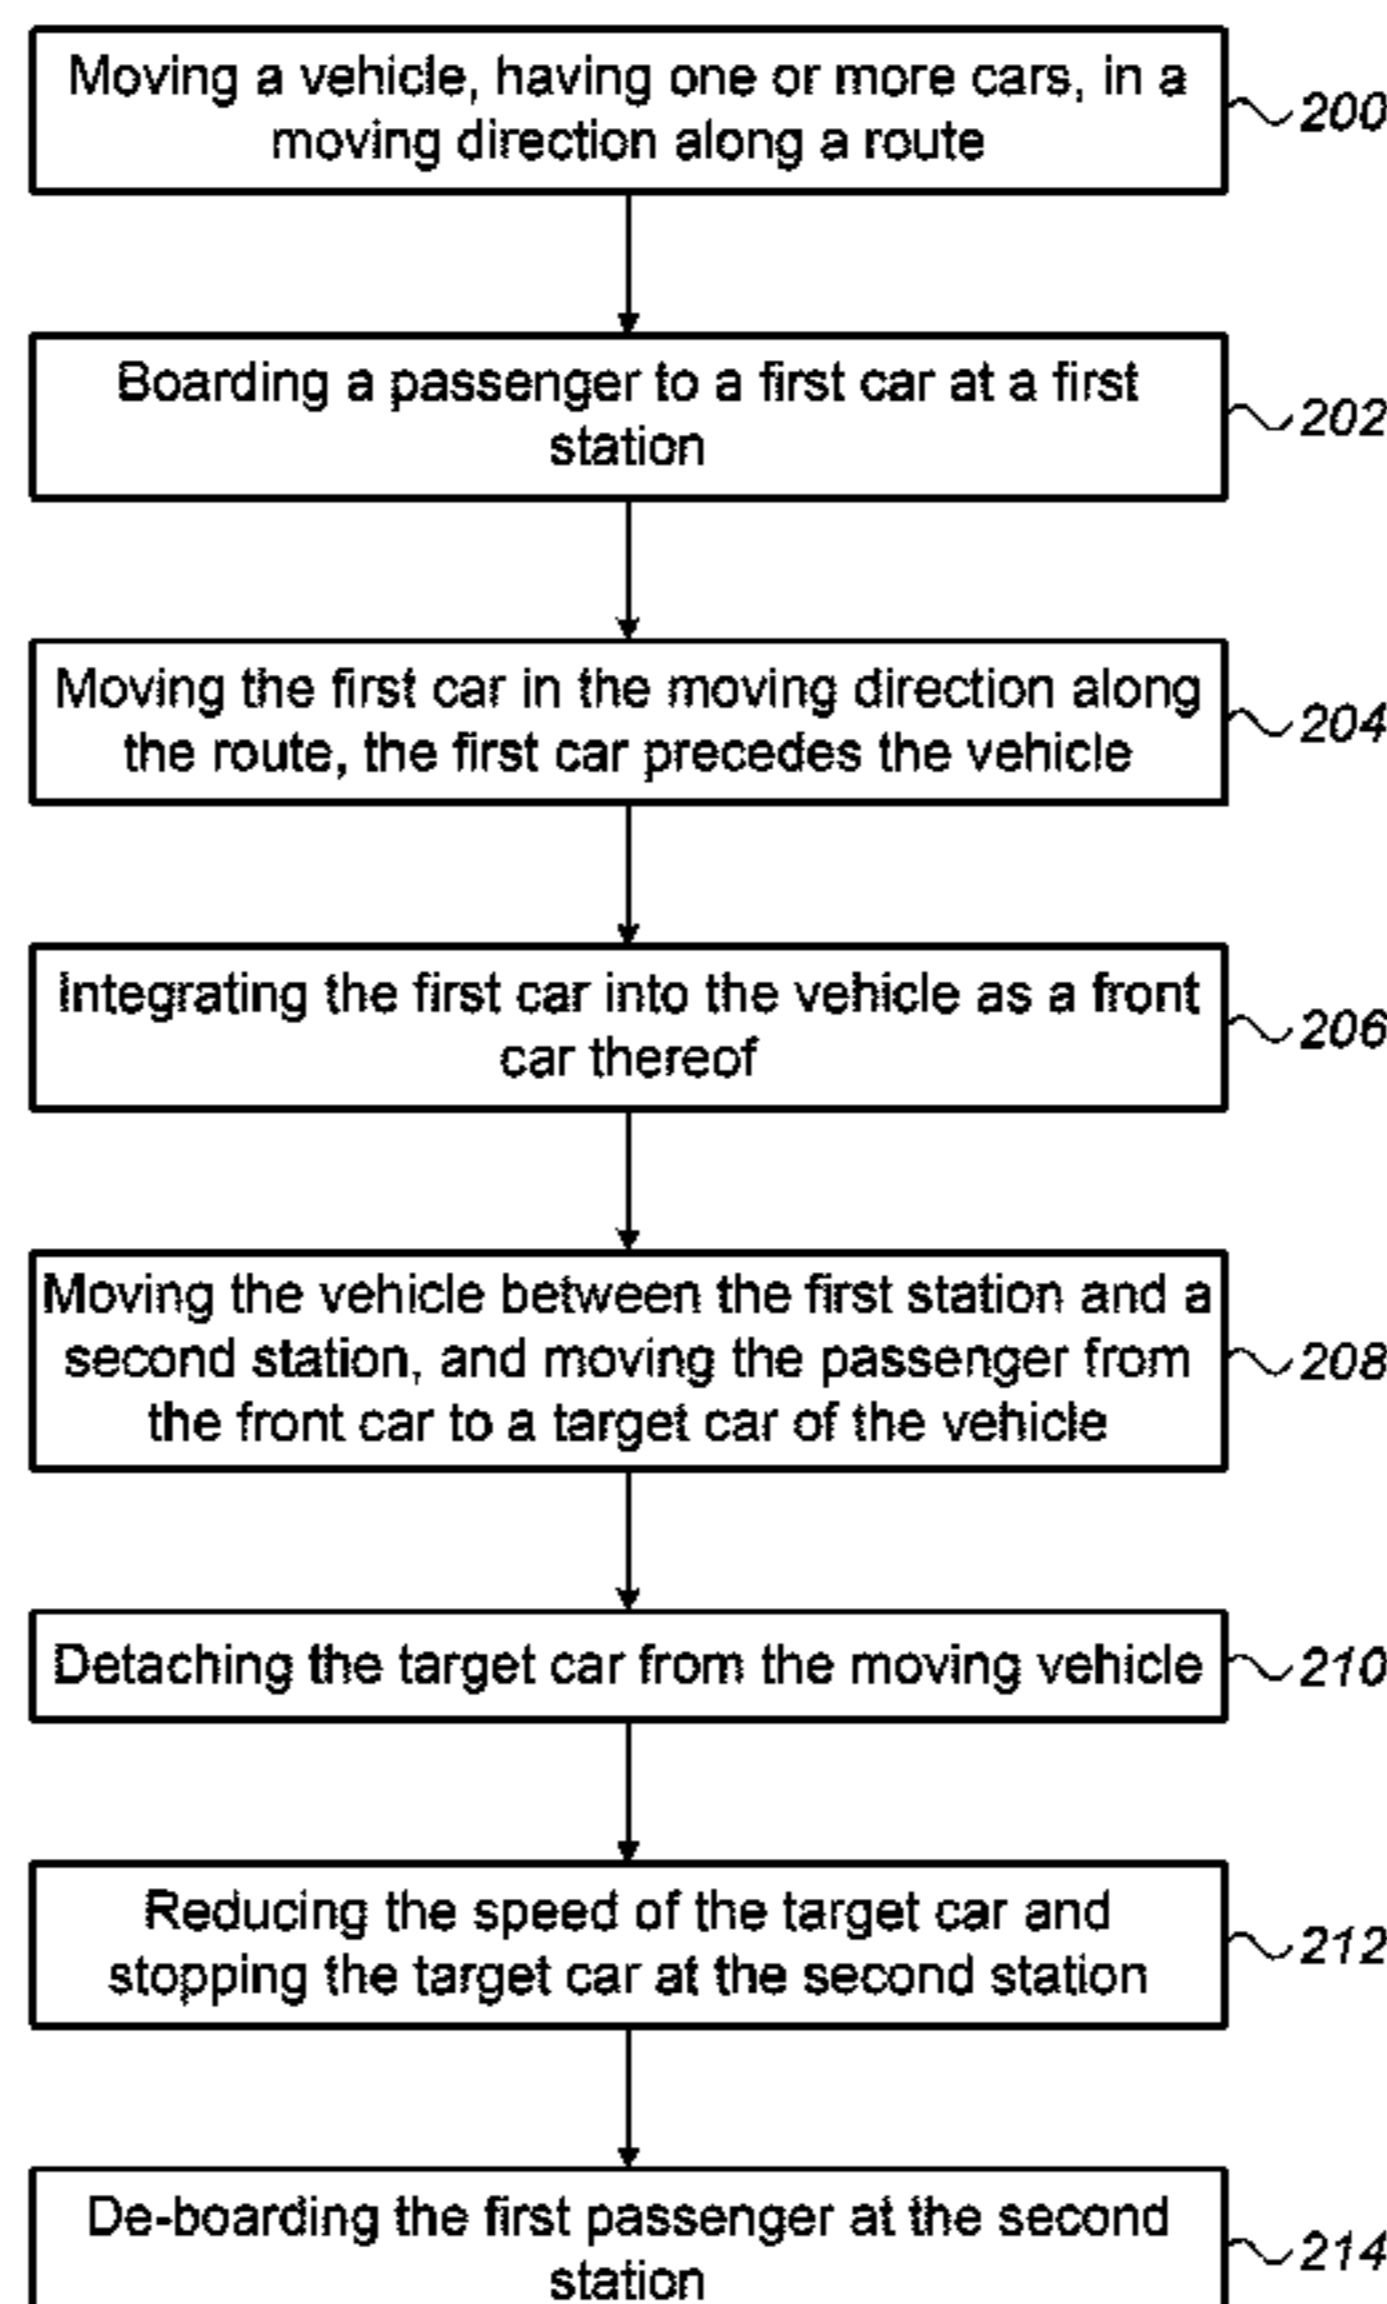 Moving a vehicle, having one or more cars, in a
moving direction along a route
200
Boarding a passenger to a first car at a first
station
202
Moving the first car in the moving direction along
the route, the first car precedes the vehicle
204
Integrating the first car into the vehicle as a front
car thereof
206
Moving the vehicle between the first station and a
second station, and moving the passenger from
the front car to a target car of the vehicle
208
Detaching the target car from the moving vehicle
210
Reducing the speed of the target car and
stopping the target car at the second station
212
De-boarding the first passenger at the second
station
214